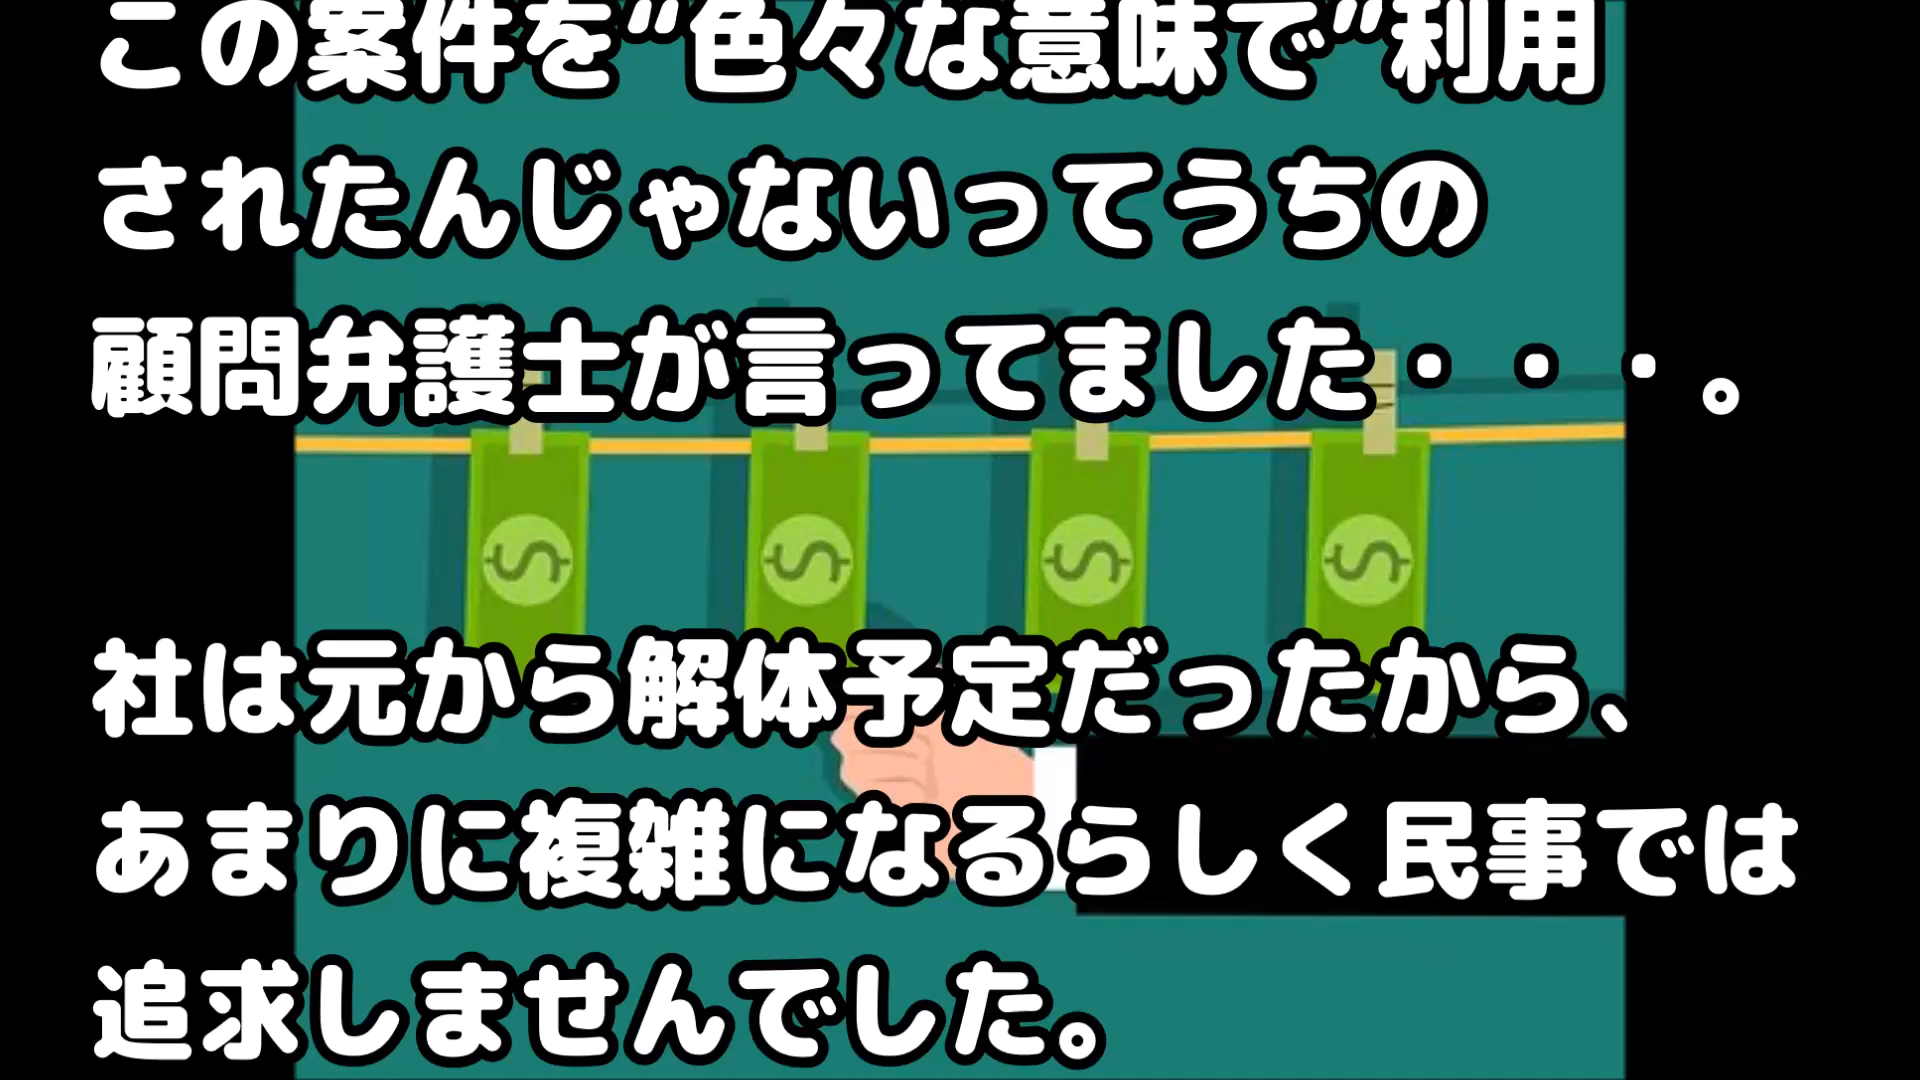 この案件を“色々な意味で”利用
されたんじゃないってうちの
顧問弁護士が言ってました・・・。
社は元から解体予定だったから、
あまりに複雑になるらしく民事では
追求しませんでした。